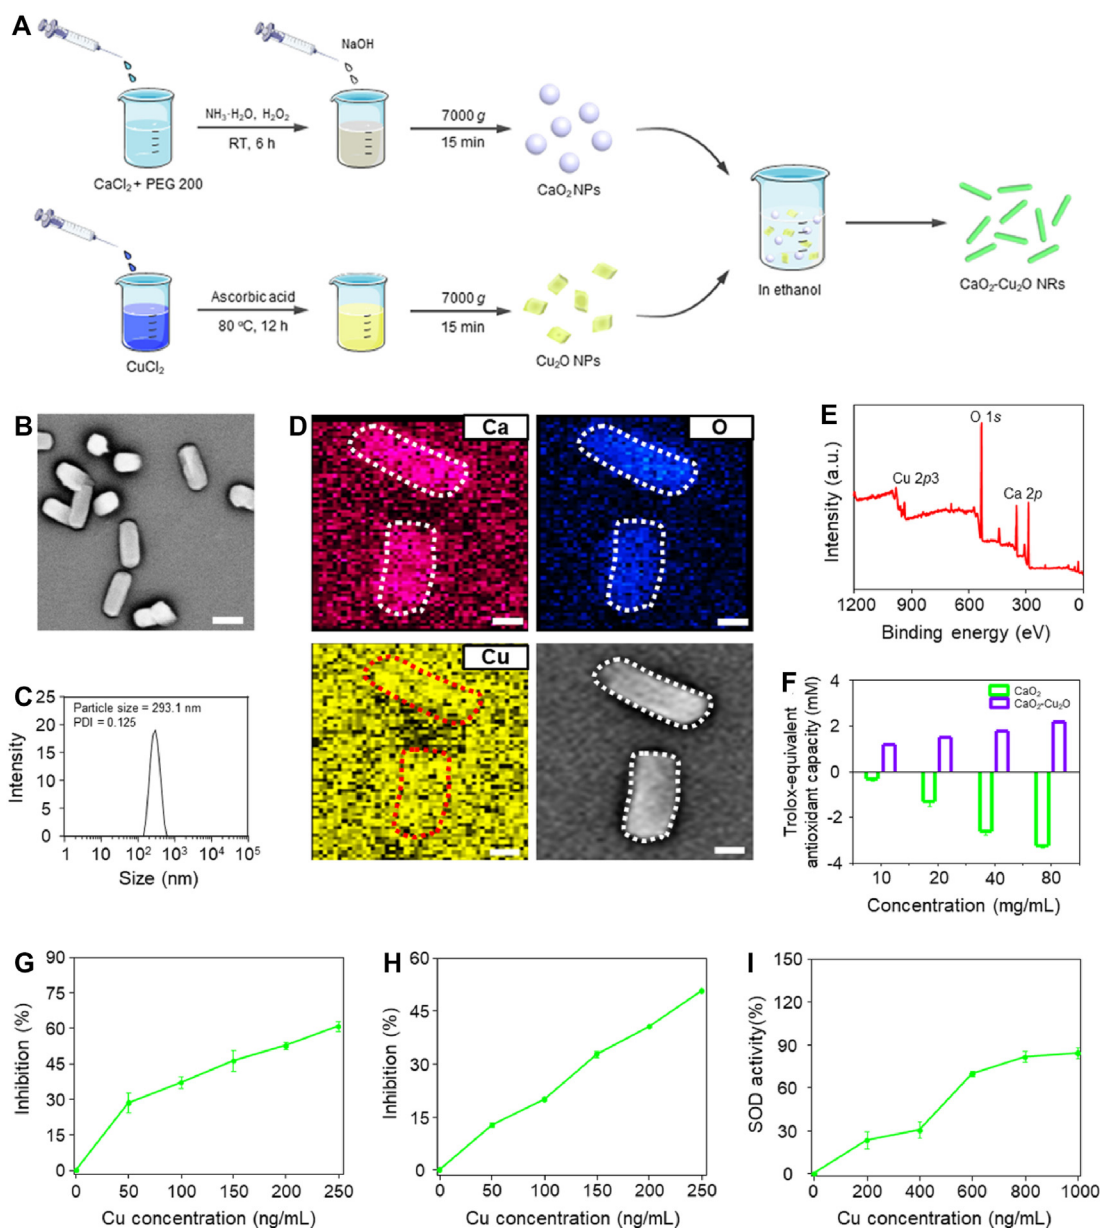 A
NaOH
NH₃·H₂O, H₂O₂
RT, 6 h
7000 g
15 min
CaCl₂ + PEG 200
CaO₂ NPs
Ascorbic acid
80 ºC, 12 h
7000 g
15 min
In ethanol
CaO₂-Cu₂O NRs
CuCl₂
Cu₂O NPs
B
C
Particle size = 293.1 nm
PDI = 0.125
Intensity
25
20
15
10
5
0
1 10 10² 10³ 10⁴ 10⁵
Size (nm)
D
Ca
O
Cu
E
O 1s
Cu 2p3
Ca 2p
Intensity (a.u.)
1200 900 600 300 0
Binding energy (eV)
F
CaO₂
CaO₂-Cu₂O
Trolox-equivalent
antioxidant capacity (mM)
4
2
0
-2
-4
10 20 40 80
Concentration (mg/mL)
G
Inhibition (%)
90
75
60
45
30
15
0
0 50 100 150 200 250
Cu concentration (ng/mL)
H
Inhibition (%)
60
45
30
15
0
0 50 100 150 200 250
Cu concentration (ng/mL)
I
SOD activity(%)
150
120
90
60
30
0
0 200 400 600 800 1000
Cu concentration (ng/mL)